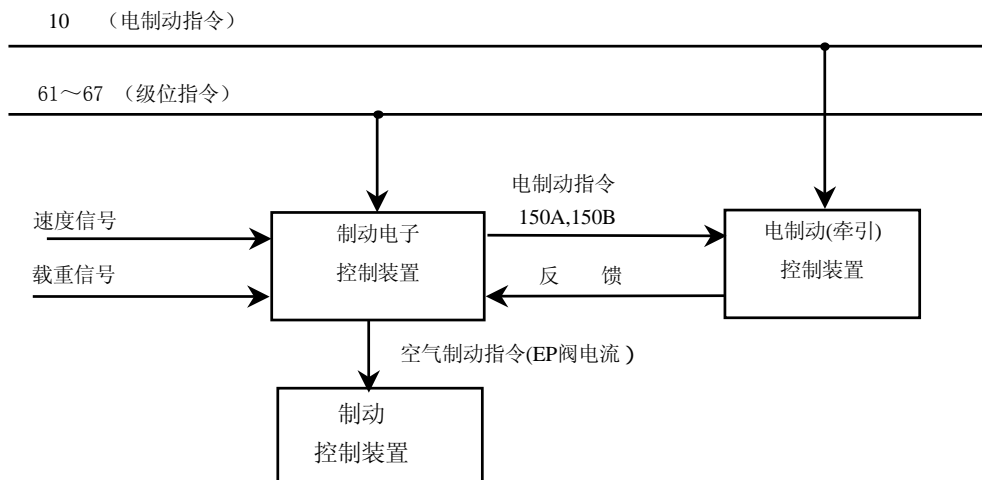 10 （电制动指令）
61～67 （级位指令）
电制动指令
150A,150B
速度信号
载重信号
制动电子
控制装置
反 馈
电制动(牵引)
控制装置
空气制动指令(EP阀电流 )
制动
控制装置